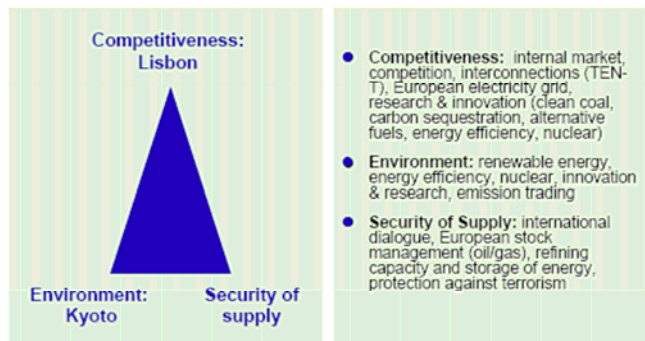 Competitiveness:
Lisbon
Environment:
Kyoto
Security of
supply
Competitiveness: internal market,
competition, interconnections (TEN-
T), European electricity grid,
research & innovation (clean coal,
carbon sequestration, alternative
fuels, energy efficiency, nuclear)
Environment: renewable energy,
energy efficiency, nuclear, innovation
& research, emission trading
Security of Supply: international
dialogue, European stock
management (oil/gas), refining
capacity and storage of energy,
protection against terrorism